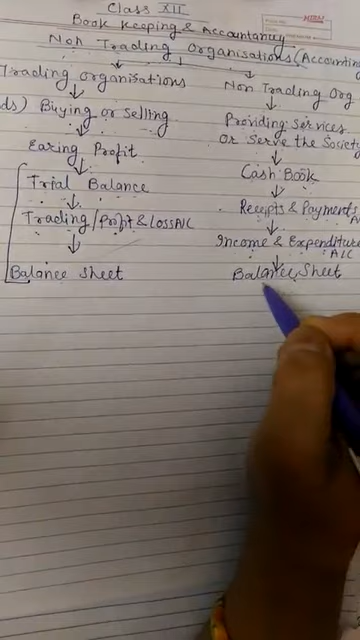 Class XII
Book Keeping & Accountancy
Non Trading Organisations (Accountin
Trading organisations
Non Trading Org
ds) Buying or selling
Providing services
or serve the Society
Earing Profit
Cash Book
Trial Balance
Receipts & Payments
Trading / Profit & Loss A/C
Income & Expenditure
A/C
Balance sheet
Balance Sheet